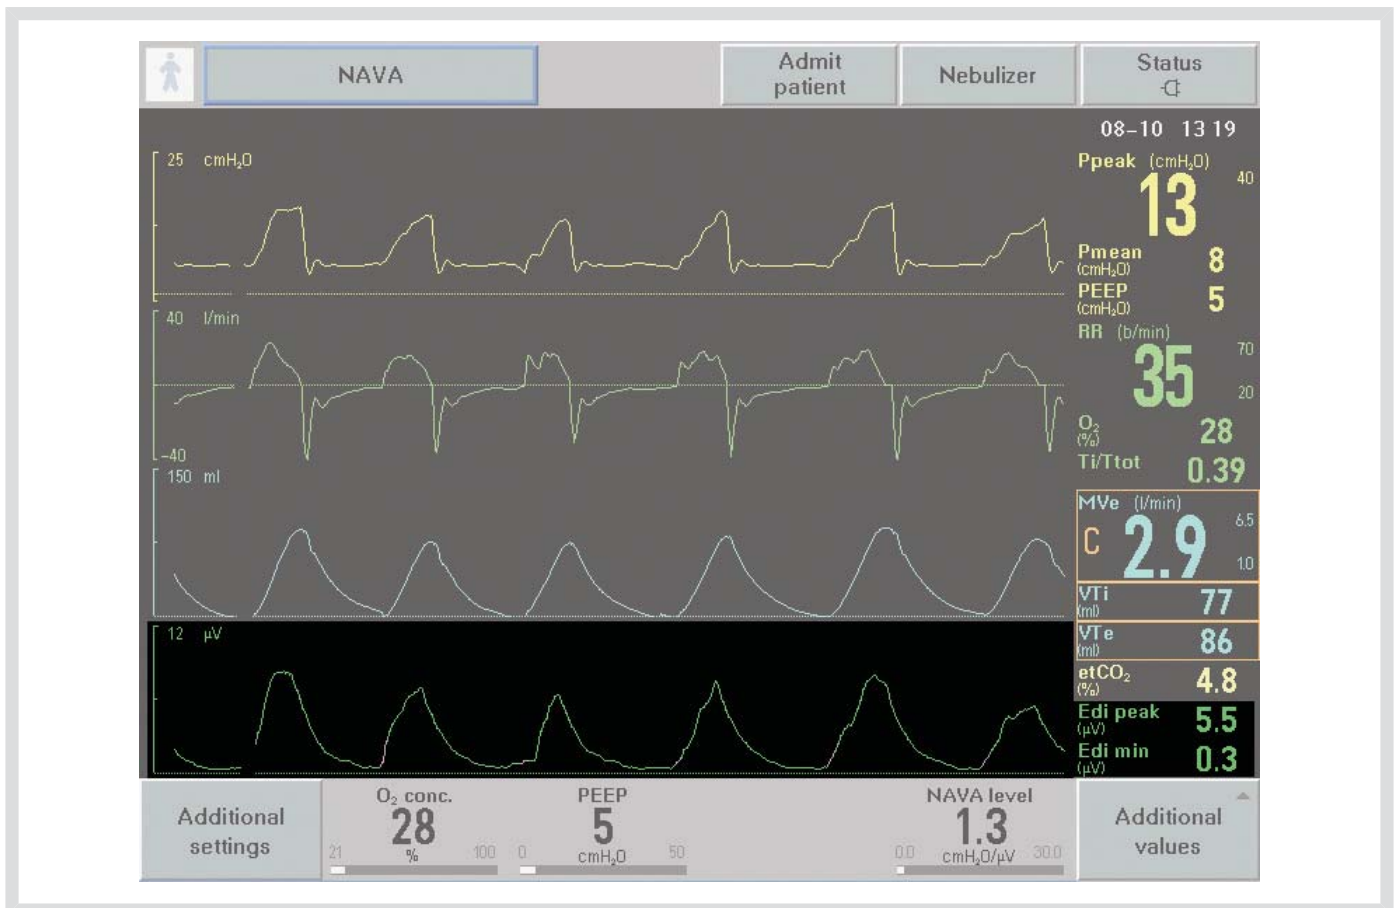 NAVA
Admit
patient
Nebulizer
Status
08-10 13 19
25 cmH₂O
Ppeak (cmH₂O)
13
40
Pmean
(cmH₂O)
8
PEEP
(cmH₂O)
5
40 l/min
-40
RR (b/min)
35
70
20
O₂
(%)
28
Ti/Ttot
0.39
150 ml
MVe (l/min)
C 2.9
6.5
1.0
VTi
(ml)
77
VTe
(ml)
86
12 µV
etCO₂
(%)
4.8
Edi peak
(µV)
5.5
Edi min
(µV)
0.3
Additional
settings
O₂ conc.
28
21 % 100
PEEP
5
0 cmH₂O 50
NAVA level
1.3
0.0 cmH₂O/µV 30.0
Additional
values